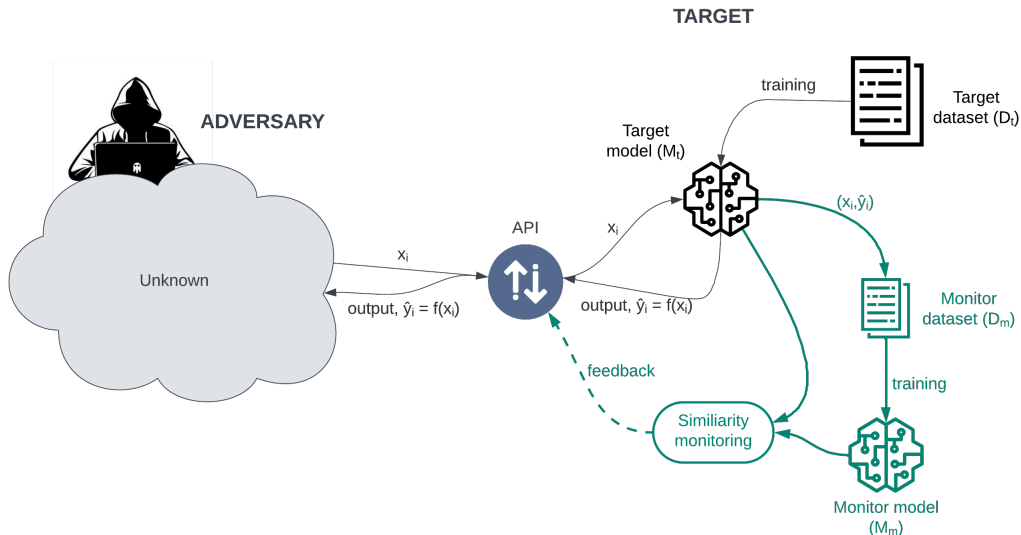 TARGET
training
Target
dataset (Dₜ)
ADVERSARY
Target
model (Mₜ)
(xᵢ,ŷᵢ)
API
xᵢ
xᵢ
Unknown
output, ŷᵢ = f(xᵢ)
output, ŷᵢ = f(xᵢ)
Monitor
dataset (Dₘ)
feedback
training
Similiarity
monitoring
Monitor model
(Mₘ)